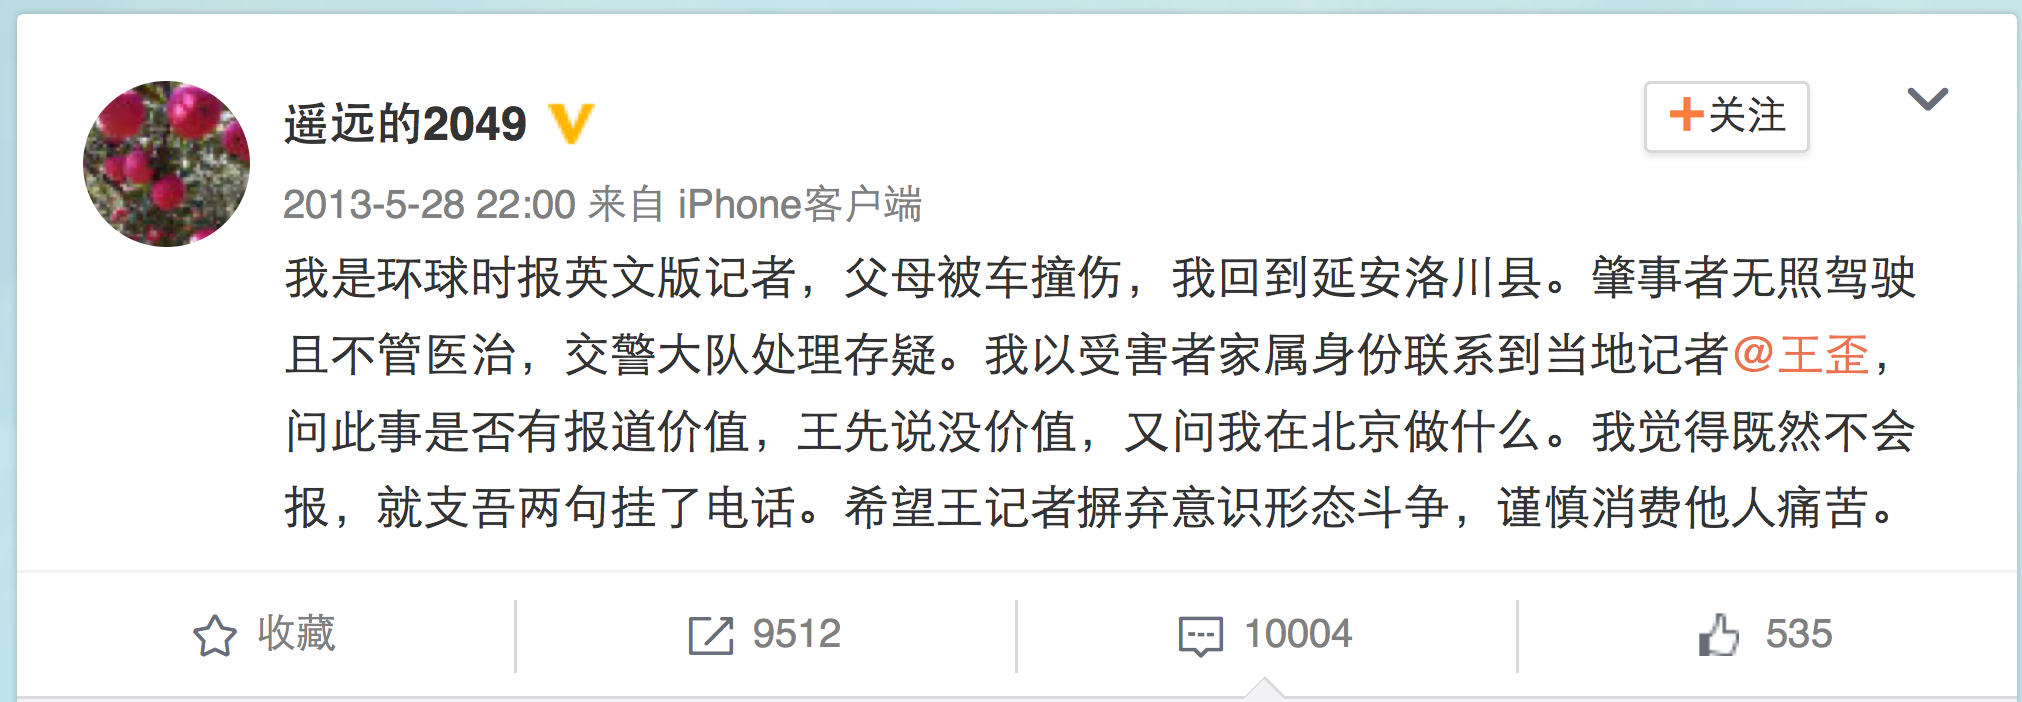 遥远的2049
+关注
2013-5-28 22:00 来自 iPhone客户端
我是环球时报英文版记者，父母被车撞伤，我回到延安洛川县。肇事者无照驾驶
且不管医治，交警大队处理存疑。我以受害者家属身份联系到当地记者@王歪，
问此事是否有报道价值，王先说没价值，又问我在北京做什么。我觉得既然不会
报，就支吾两句挂了电话。希望王记者摒弃意识形态斗争，谨慎消费他人痛苦。
收藏
9512
10004
535